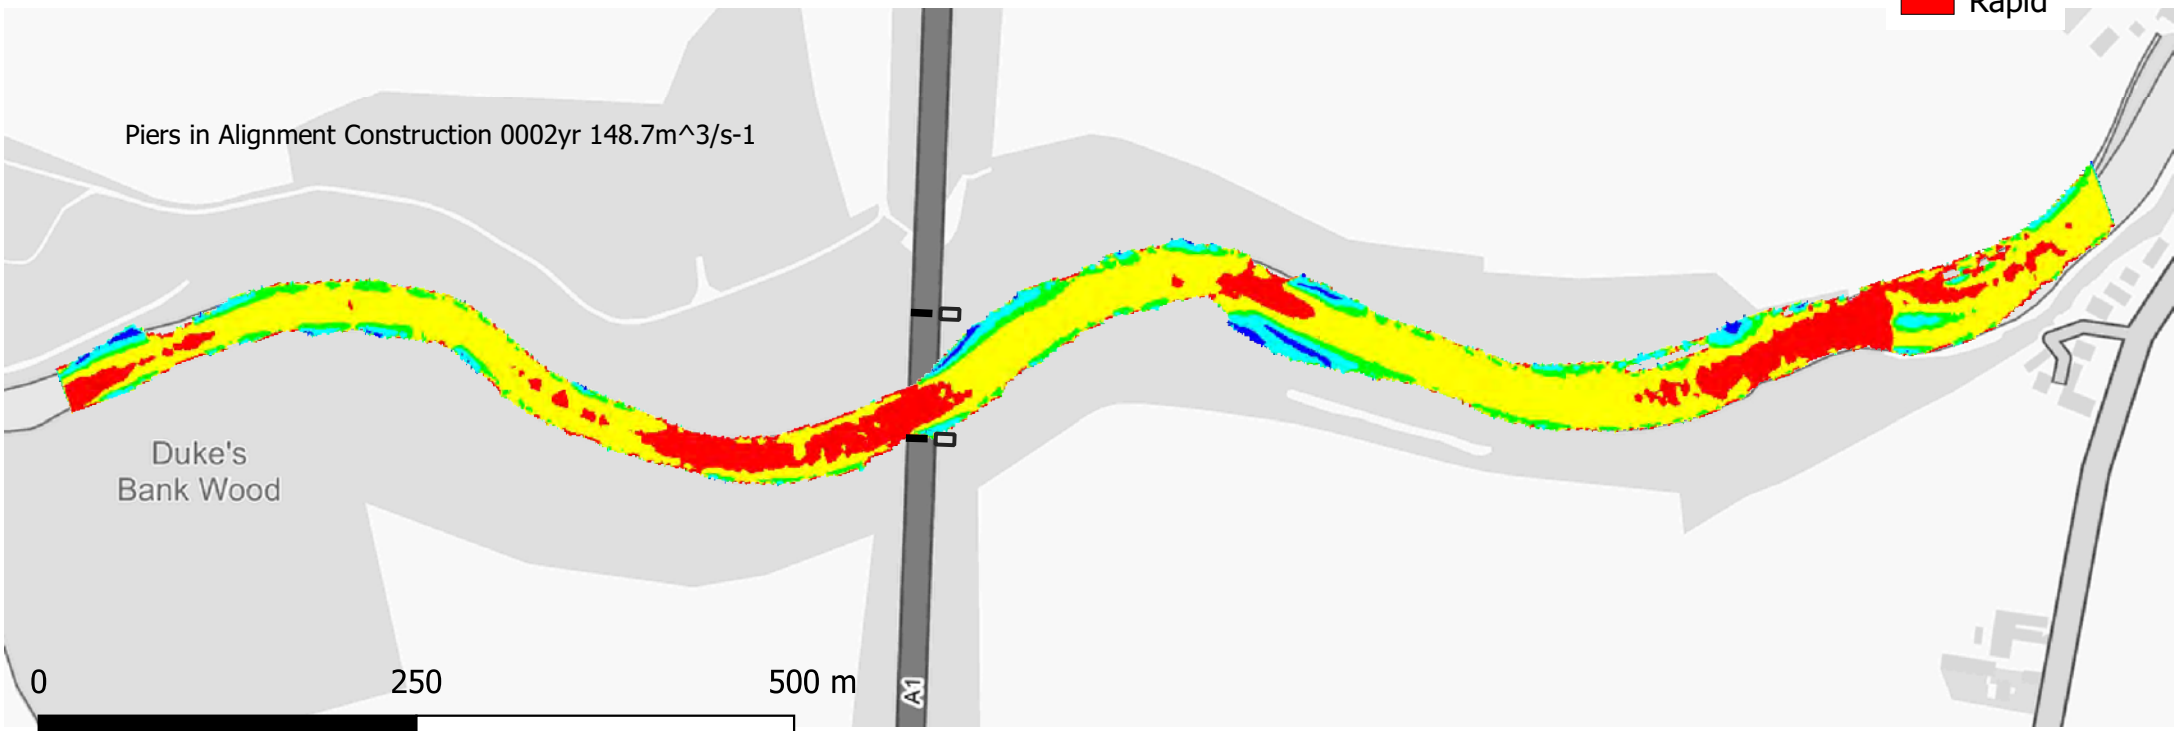 Rapid
Piers in Alignment Construction 0002yr 148.7m^3/s-1
Duke's
Bank Wood
0 250 500 m
A1